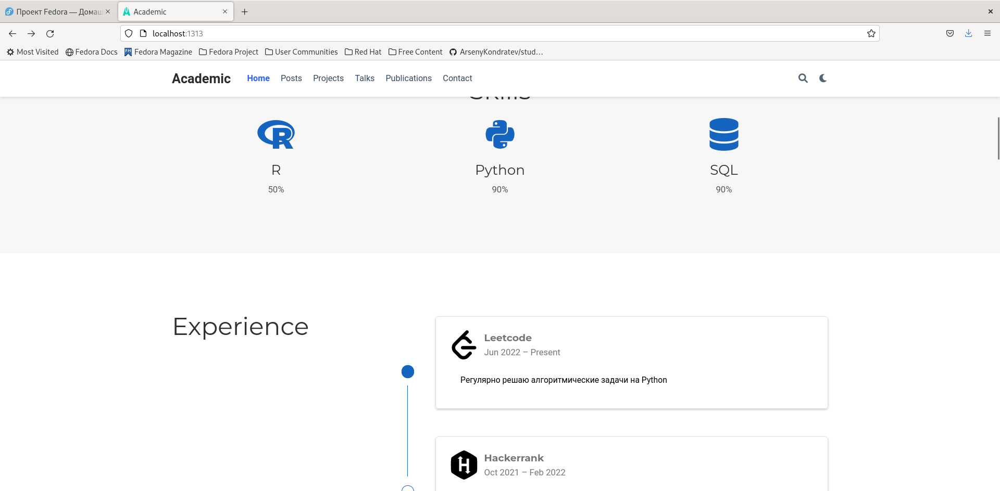 Проект Fedora — Домаш
Academic
localhost:1313
Most Visited Fedora Docs Fedora Magazine Fedora Project User Communities Red Hat Free Content ArsenyKondratev/stud…
Academic Home Posts Projects Talks Publications Contact
Skills
R Python SQL
50% 90% 90%
Experience
Leetcode
Jun 2022 – Present
Регулярно решаю алгоритмические задачи на Python
Hackerrank
Oct 2021 – Feb 2022